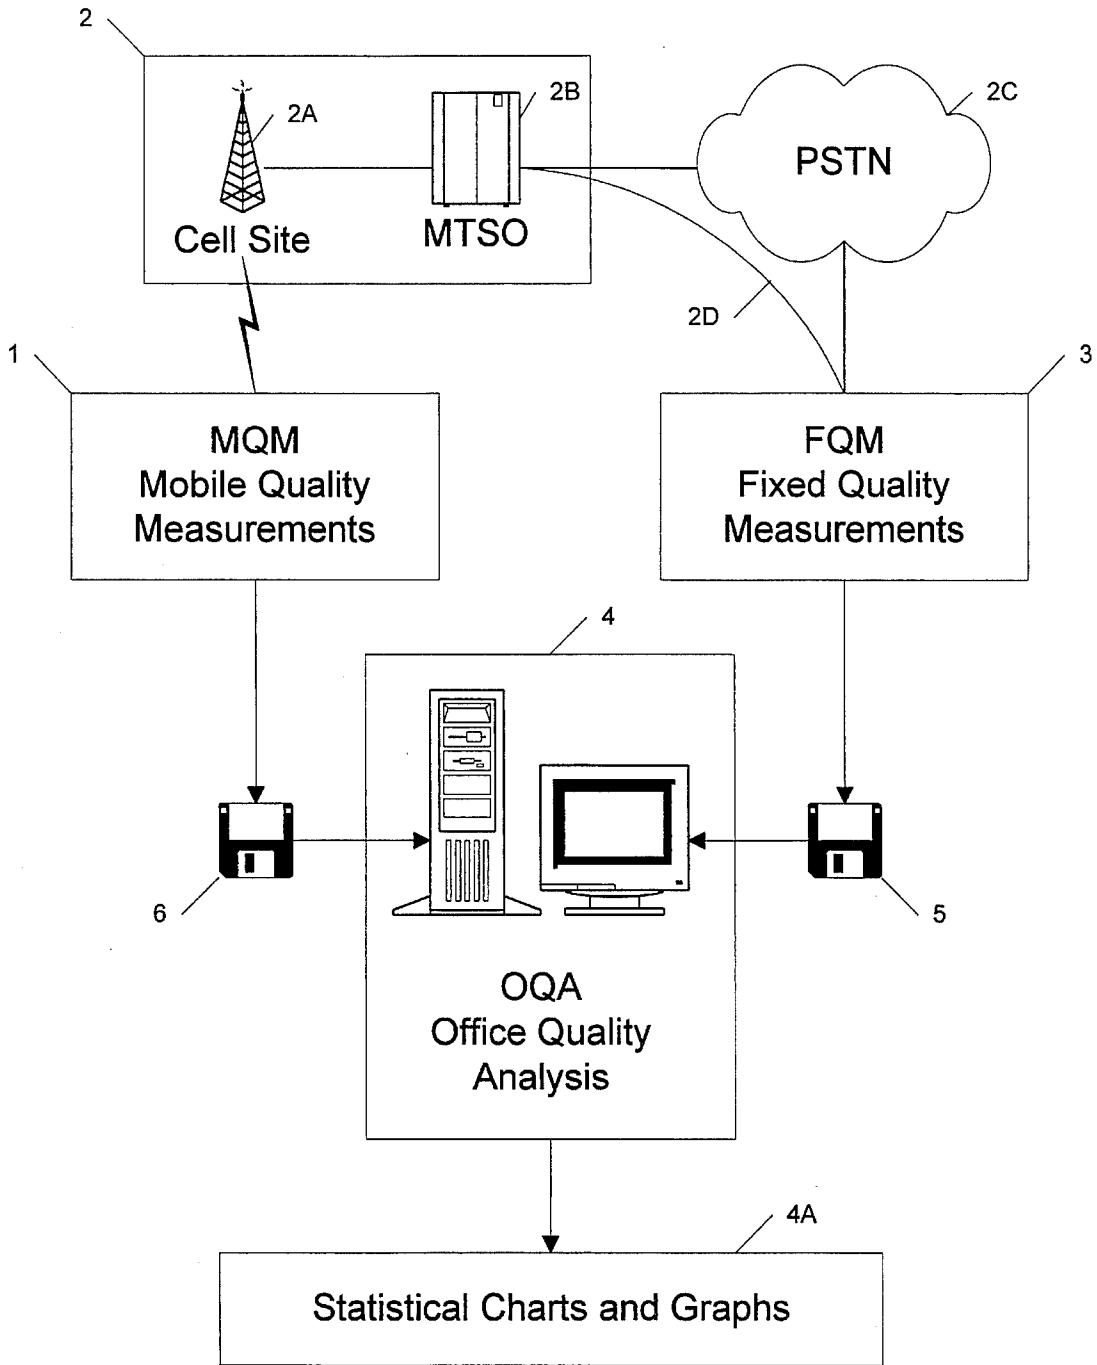 2
2A
2B
2C
PSTN
Cell Site
MTSO
2D
1
3
MQM
Mobile Quality
Measurements
FQM
Fixed Quality
Measurements
4
6
5
OQA
Office Quality
Analysis
4A
Statistical Charts and Graphs